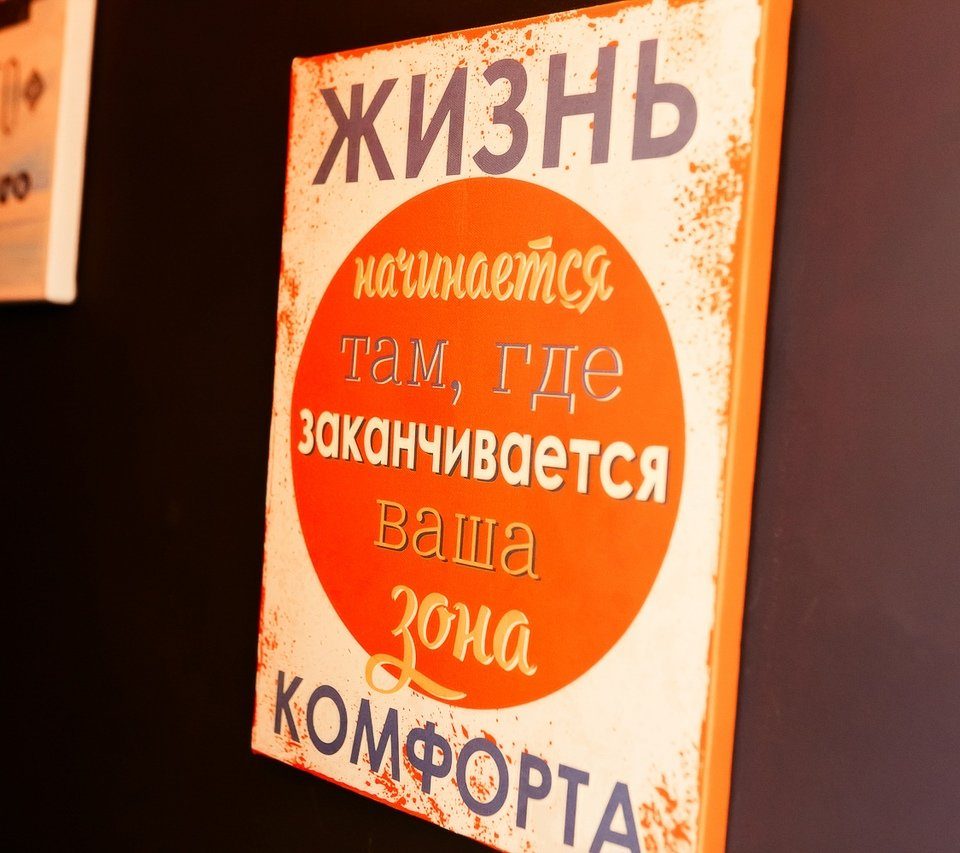 ЖИЗНЬ
начинается
там, где
заканчивается
ваша
зона
КОМФОРТА